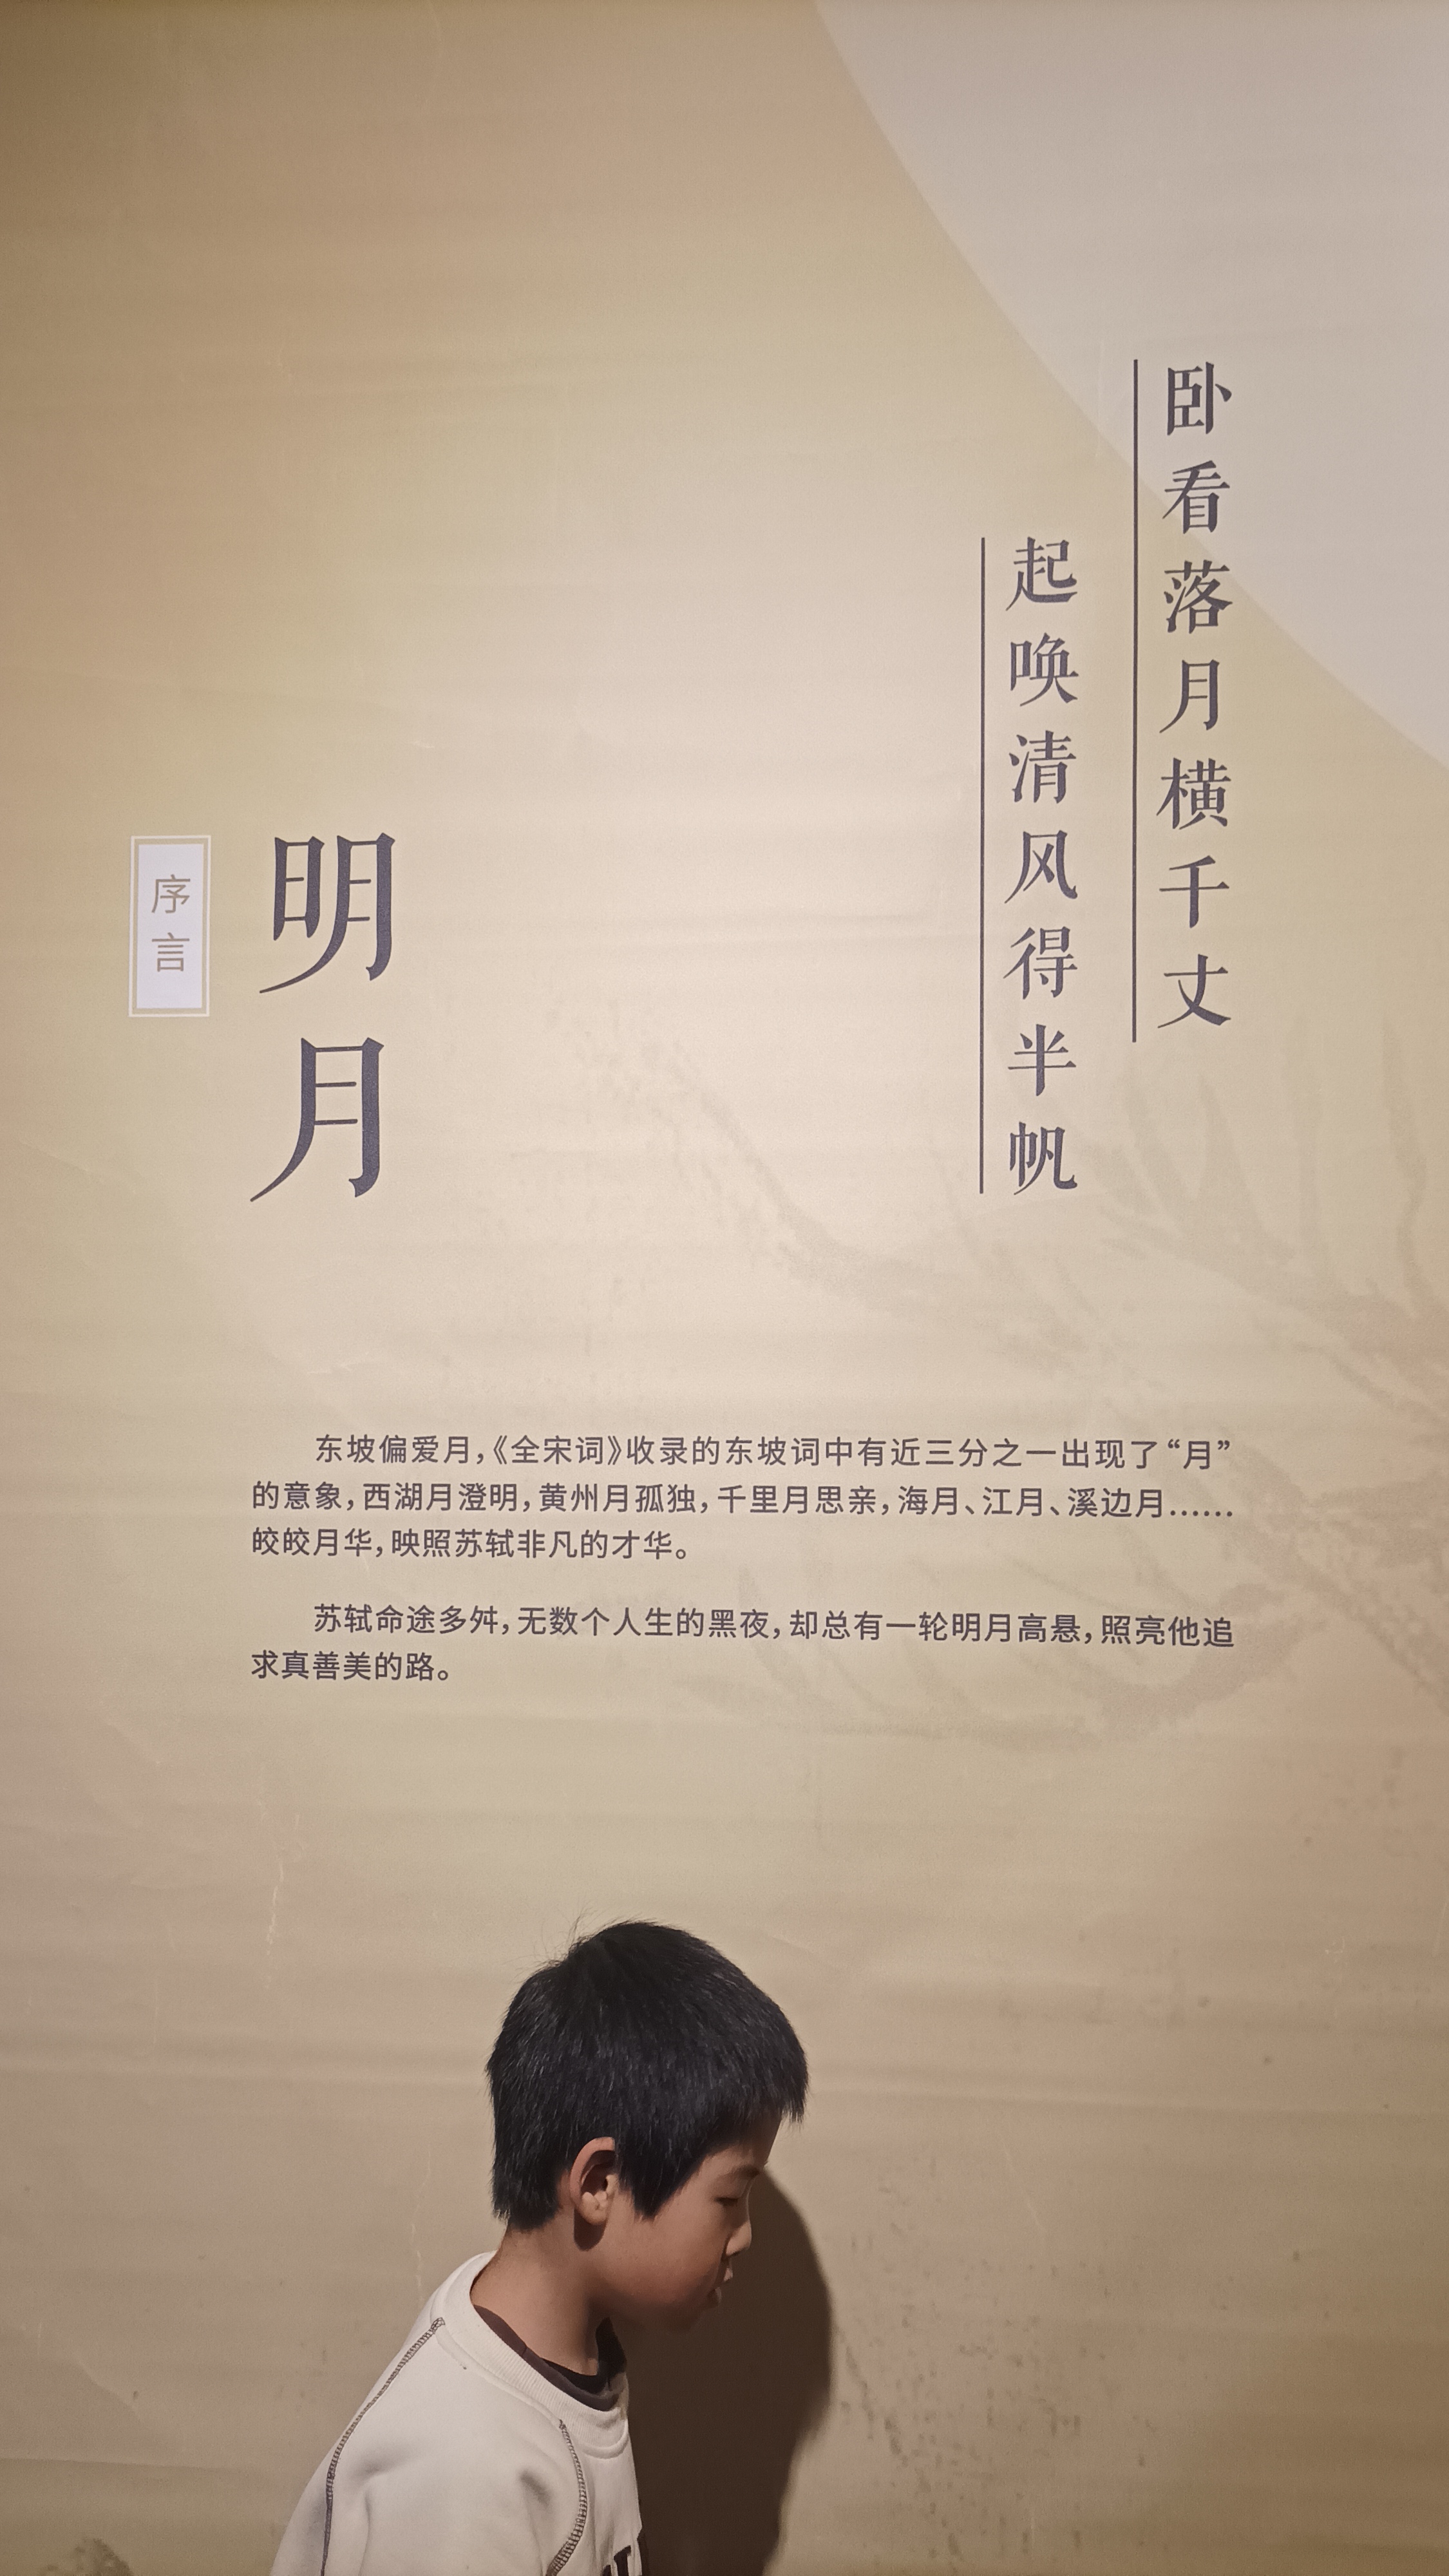 卧看落月横千丈
起唤清风得半帆
明月
序言
东坡偏爱月，《全宋词》收录的东坡词中有近三分之一出现了“月”
的意象，西湖月澄明，黄州月孤独，千里月思亲，海月、江月、溪边月……
皎皎月华，映照苏轼非凡的才华。
苏轼命途多舛，无数个人生的黑夜，却总有一轮明月高悬，照亮他追
求真善美的路。